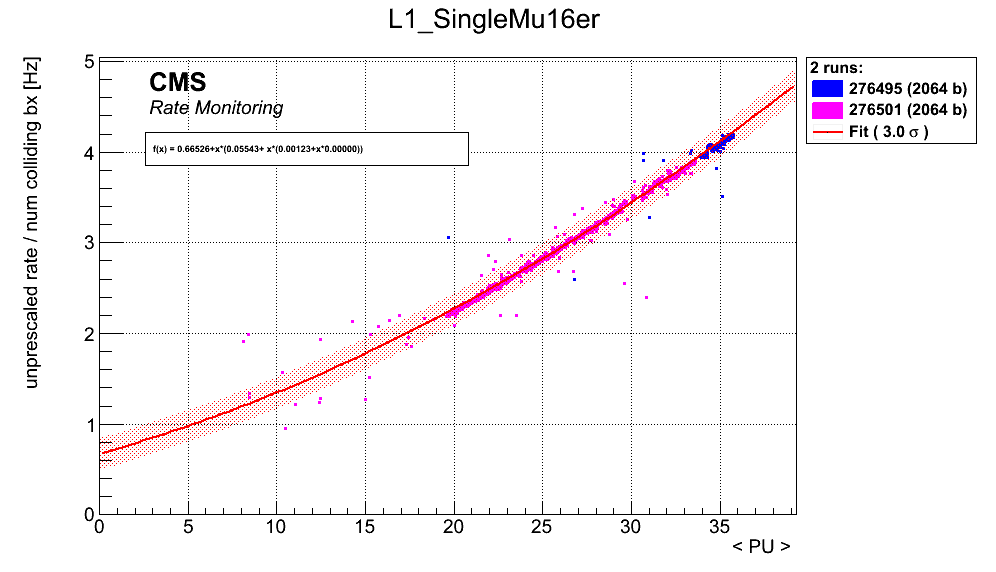 L1_SingleMu16er
unprescaled rate / num colliding bx [Hz]
CMS
Rate Monitoring
f(x) = 0.66526+x*(0.05543+ x*(0.00123+x*0.00000))
5
4
3
2
1
0
0 5 10 15 20 25 30 35
< PU >
2 runs:
276495 (2064 b)
276501 (2064 b)
Fit ( 3.0 σ )